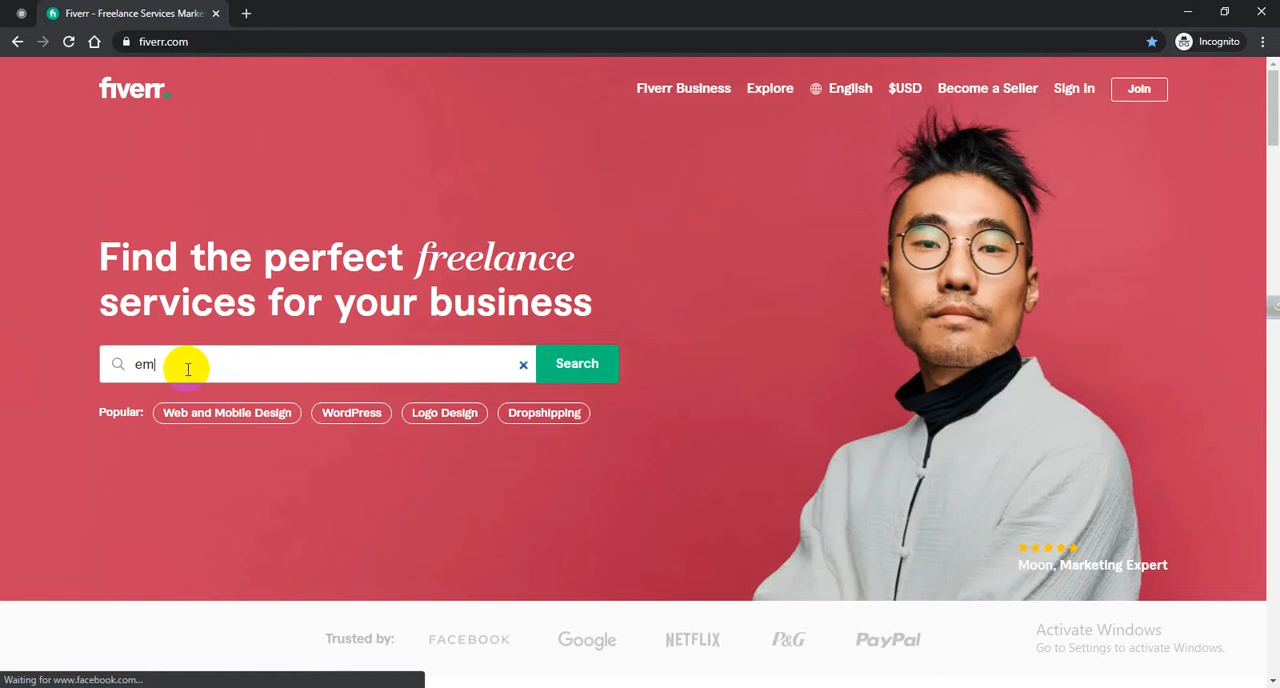 Fiverr - Freelance Services Marke
fiverr.com
Incognito
fiverr.
Fiverr Business
Explore
English
$USD
Become a Seller
Sign In
Join
Find the perfect freelance
services for your business
em
Search
Popular:
Web and Mobile Design
WordPress
Logo Design
Dropshipping
Moon, Marketing Expert
Trusted by:
FACEBOOK
Google
NETFLIX
P&G
PayPal
Activate Windows
Go to Settings to activate Windows.
Waiting for www.facebook.com...